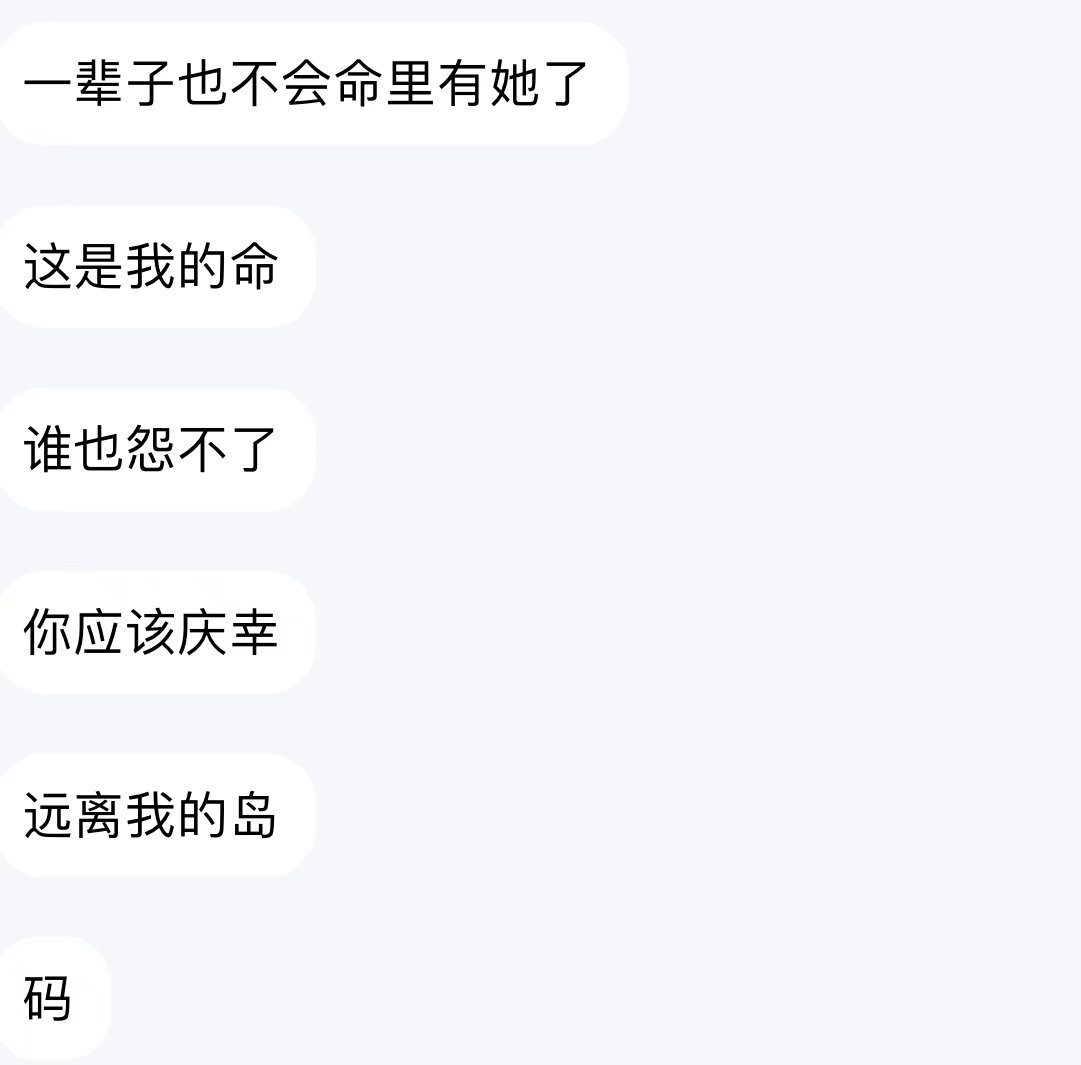 一辈子也不会命里有她了
这是我的命
谁也怨不了
你应该庆幸
远离我的岛
码